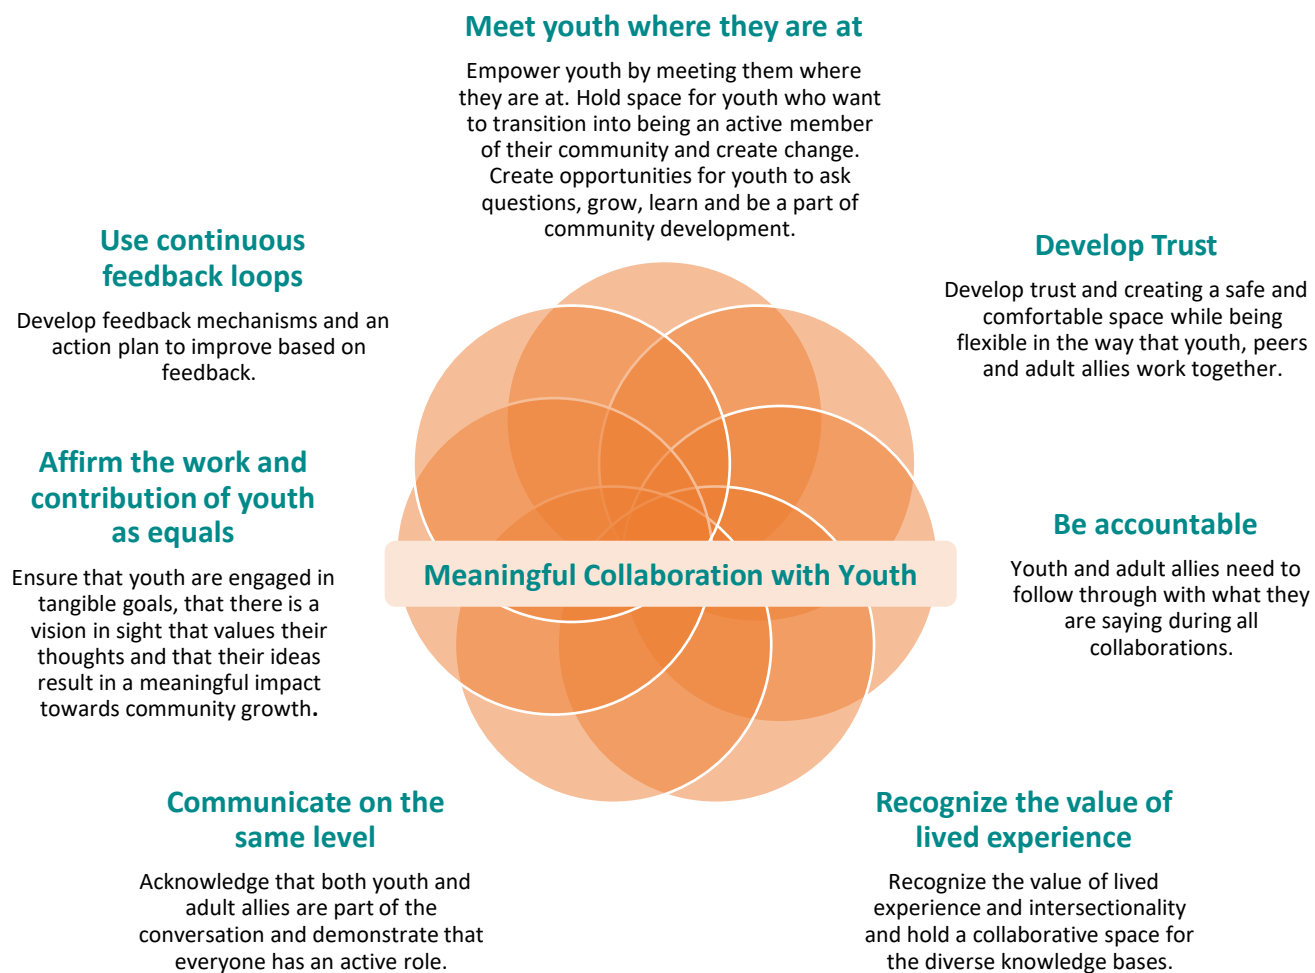 Meet youth where they are at
Empower youth by meeting them where
they are at. Hold space for youth who want
to transition into being an active member
of their community and create change.
Create opportunities for youth to ask
questions, grow, learn and be a part of
community development.
Develop Trust
Develop trust and creating a safe and
comfortable space while being
flexible in the way that youth, peers
and adult allies work together.
Be accountable
Youth and adult allies need to
follow through with what they
are saying during all
collaborations.
Recognize the value of
lived experience
Recognize the value of lived
experience and intersectionality
and hold a collaborative space for
the diverse knowledge bases.
Communicate on the
same level
Acknowledge that both youth and
adult allies are part of the
conversation and demonstrate that
everyone has an active role.
Affirm the work and
contribution of youth
as equals
Ensure that youth are engaged in
tangible goals, that there is a
vision in sight that values their
thoughts and that their ideas
result in a meaningful impact
towards community growth.
Use continuous
feedback loops
Develop feedback mechanisms and an
action plan to improve based on
feedback.
Meaningful Collaboration with Youth